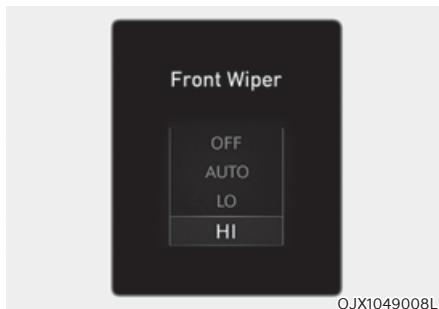 Front Wiper
OFF
AUTO
LO
HI
OJX1049008L